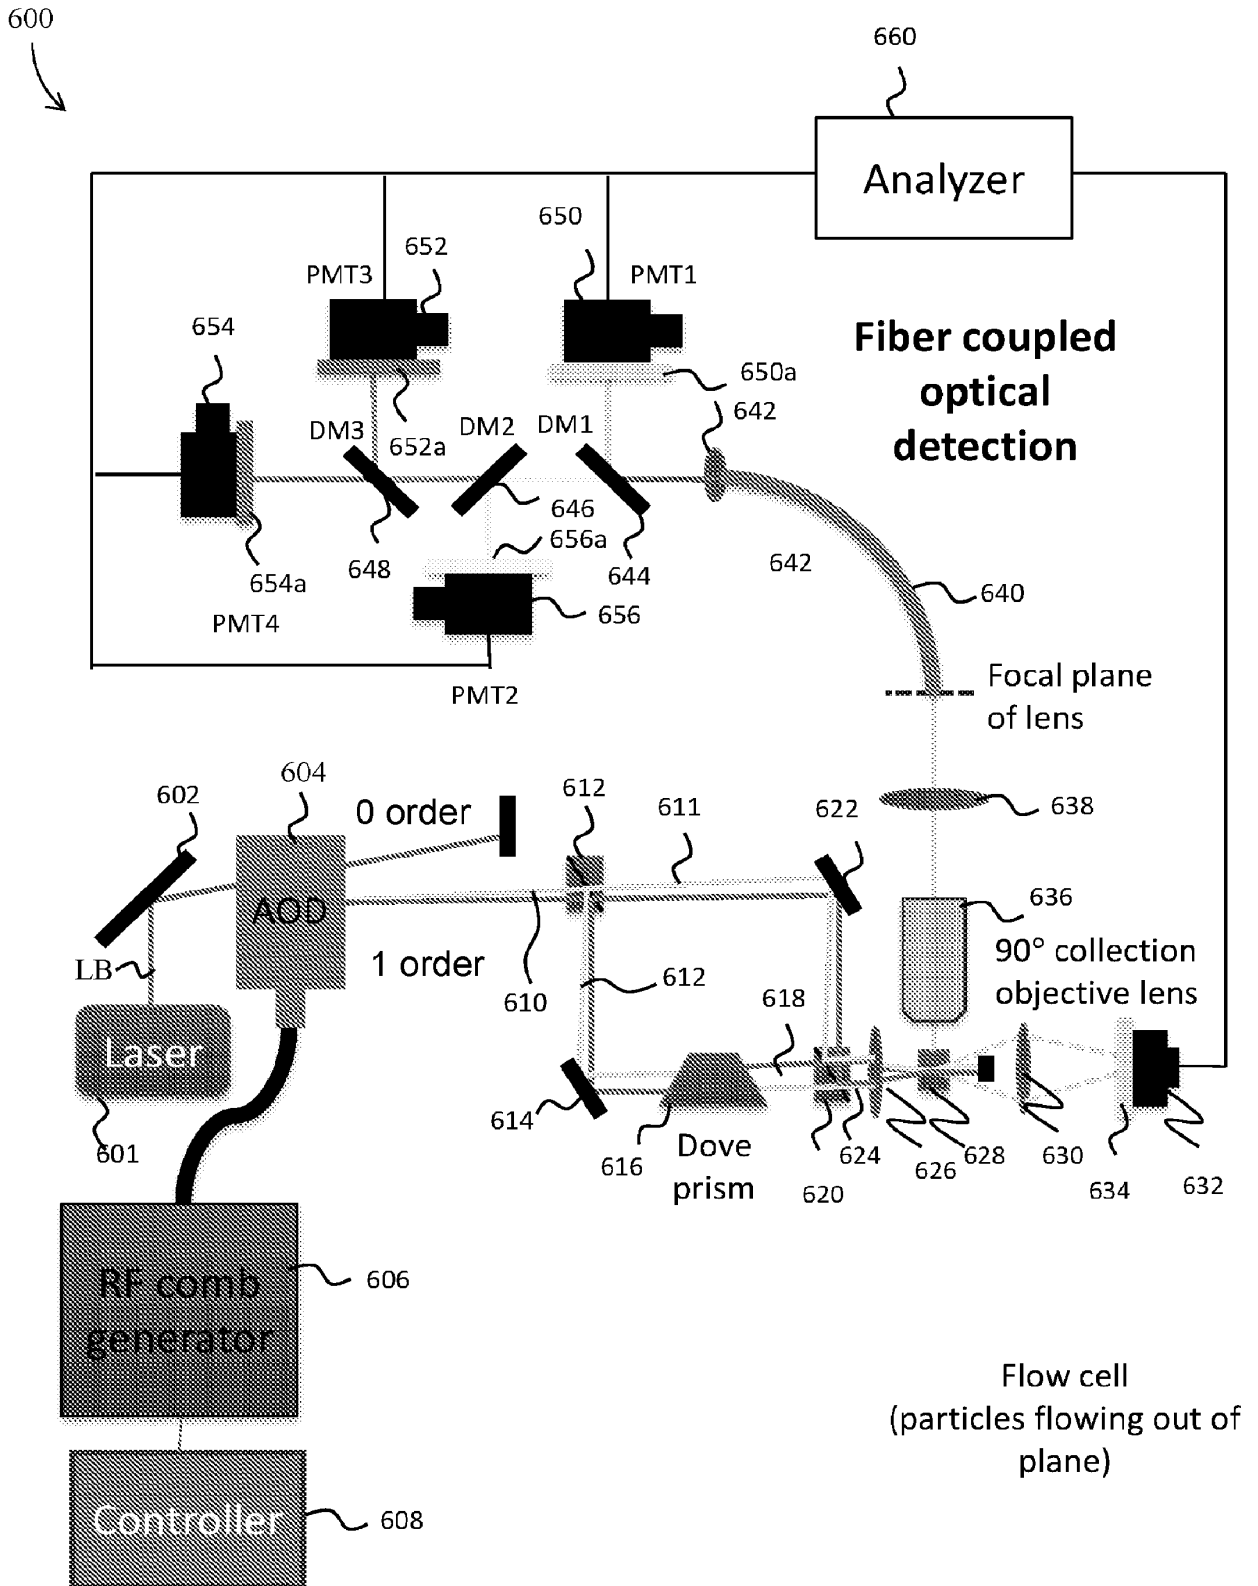 600
660
Analyzer
652
650
PMT3
PMT1
654
Fiber coupled
optical
detection
650a
642
DM3
DM2
DM1
652a
646
656a
654a
648
644
642
640
656
PMT4
PMT2
Focal plane
of lens
602
604
0 order
612
611
622
638
AOD
636
LB
1 order
90° collection
objective lens
610
612
618
Laser
614
601
616
Dove
prism
624
626
628
630
634
632
620
RF comb
generator
606
Flow cell
(particles flowing out of
plane)
Controller
608